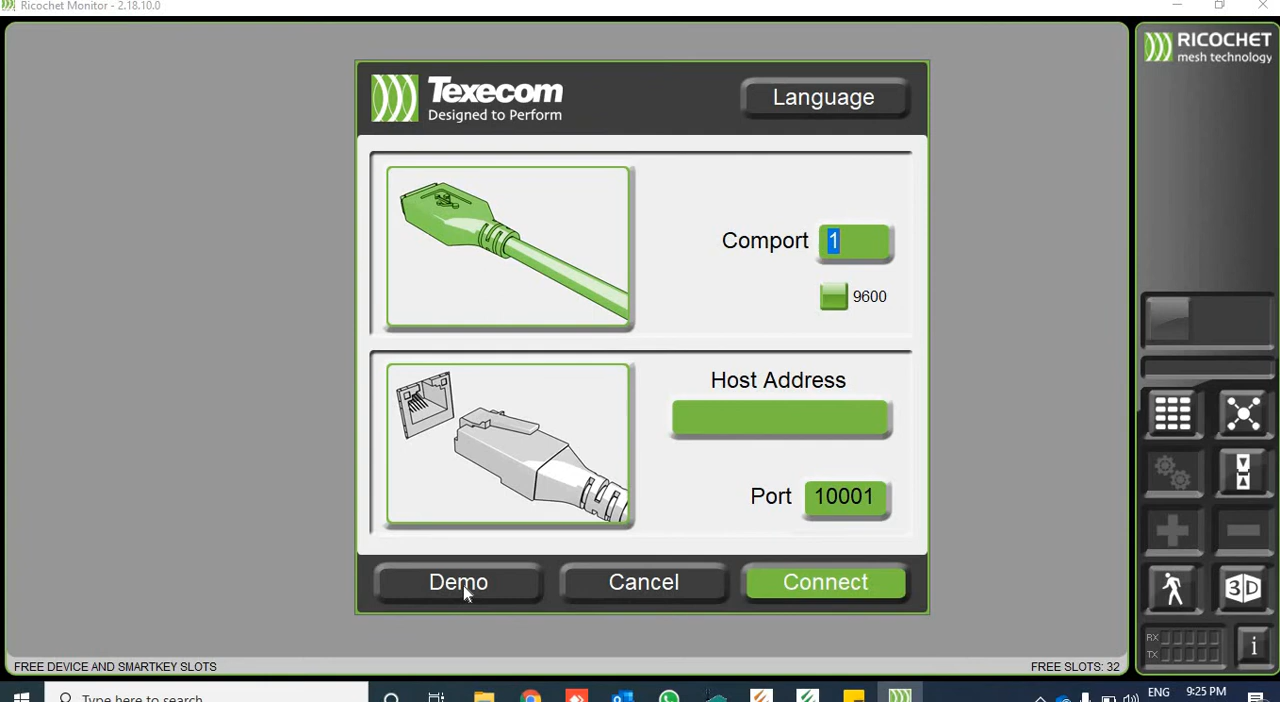 Ricochet Monitor - 2.18.10.0
RICOCHET
mesh technology
Texecom
Designed to Perform
Language
Comport 1
9600
Host Address
Port 10001
Demo
Cancel
Connect
3D
RX
TX
i
FREE DEVICE AND SMARTKEY SLOTS
FREE SLOTS: 32
Type here to search
ENG
9:25 PM